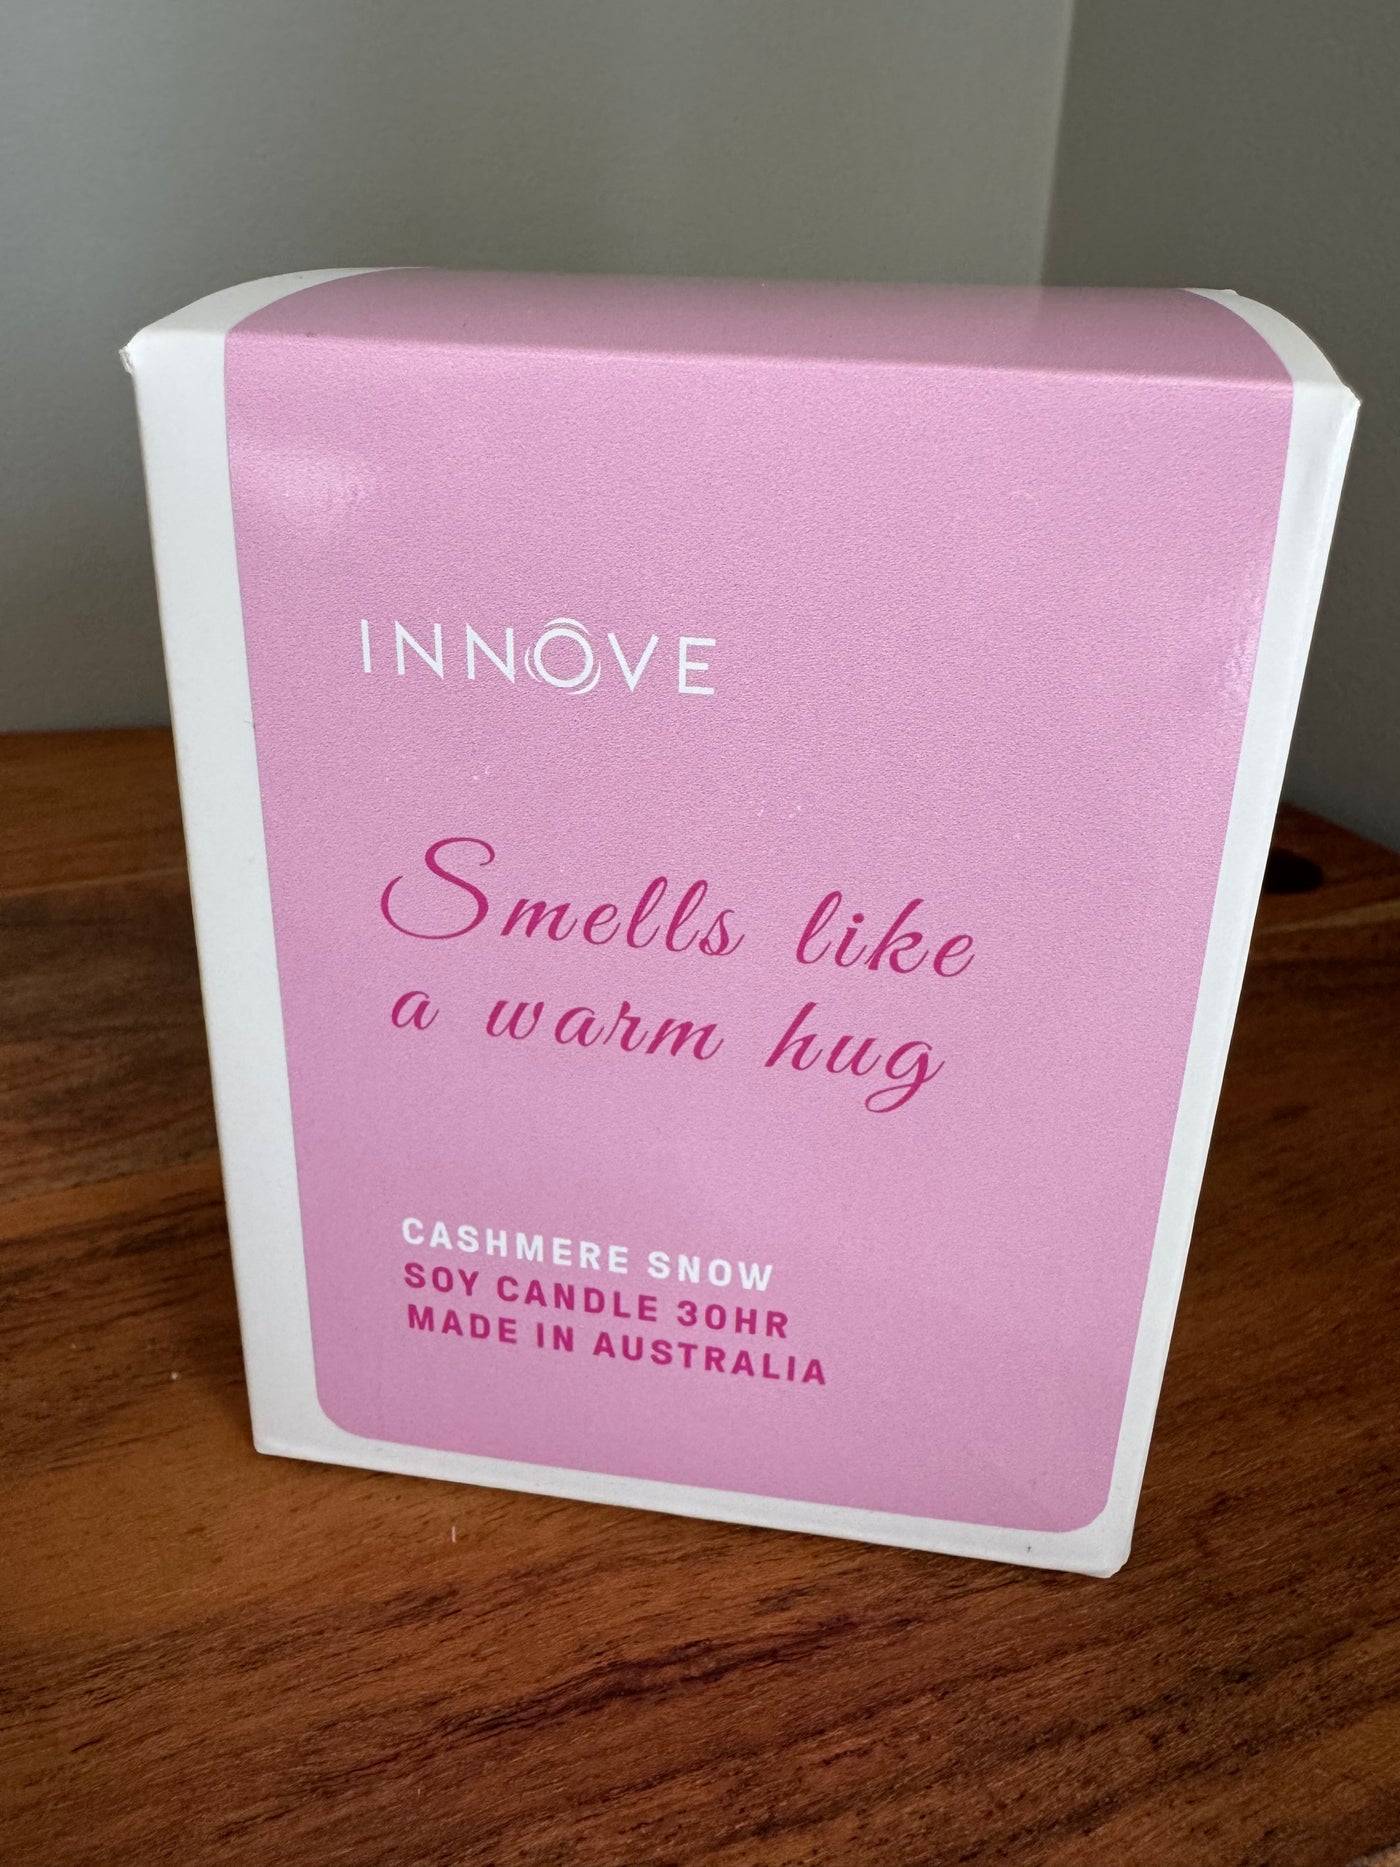 INNOVE
Smells like
a warm hug
CASHMERE SNOW
SOY CANDLE 30HR
MADE IN AUSTRALIA